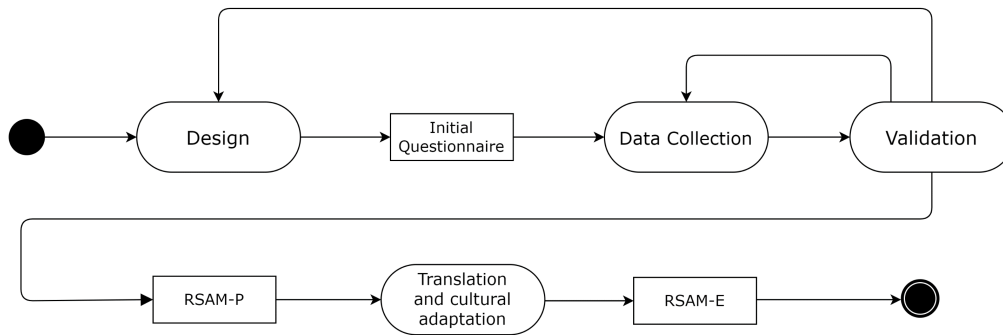 Design
Initial
Questionnaire
Data Collection
Validation
RSAM-P
Translation
and cultural
adaptation
RSAM-E